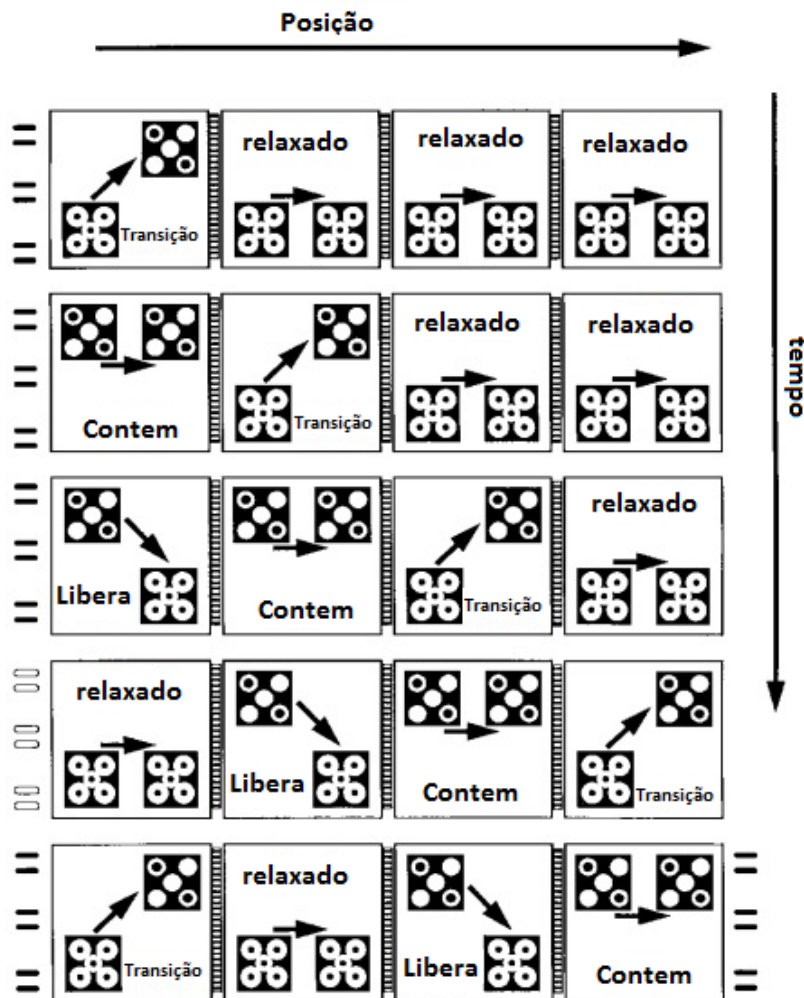 Posição
relaxado relaxado relaxado
Transição
tempo
relaxado relaxado
Contem Transição
relaxado
Libera Contem Transição
relaxado
Libera Contem Transição
relaxado
Transição Libera Contem